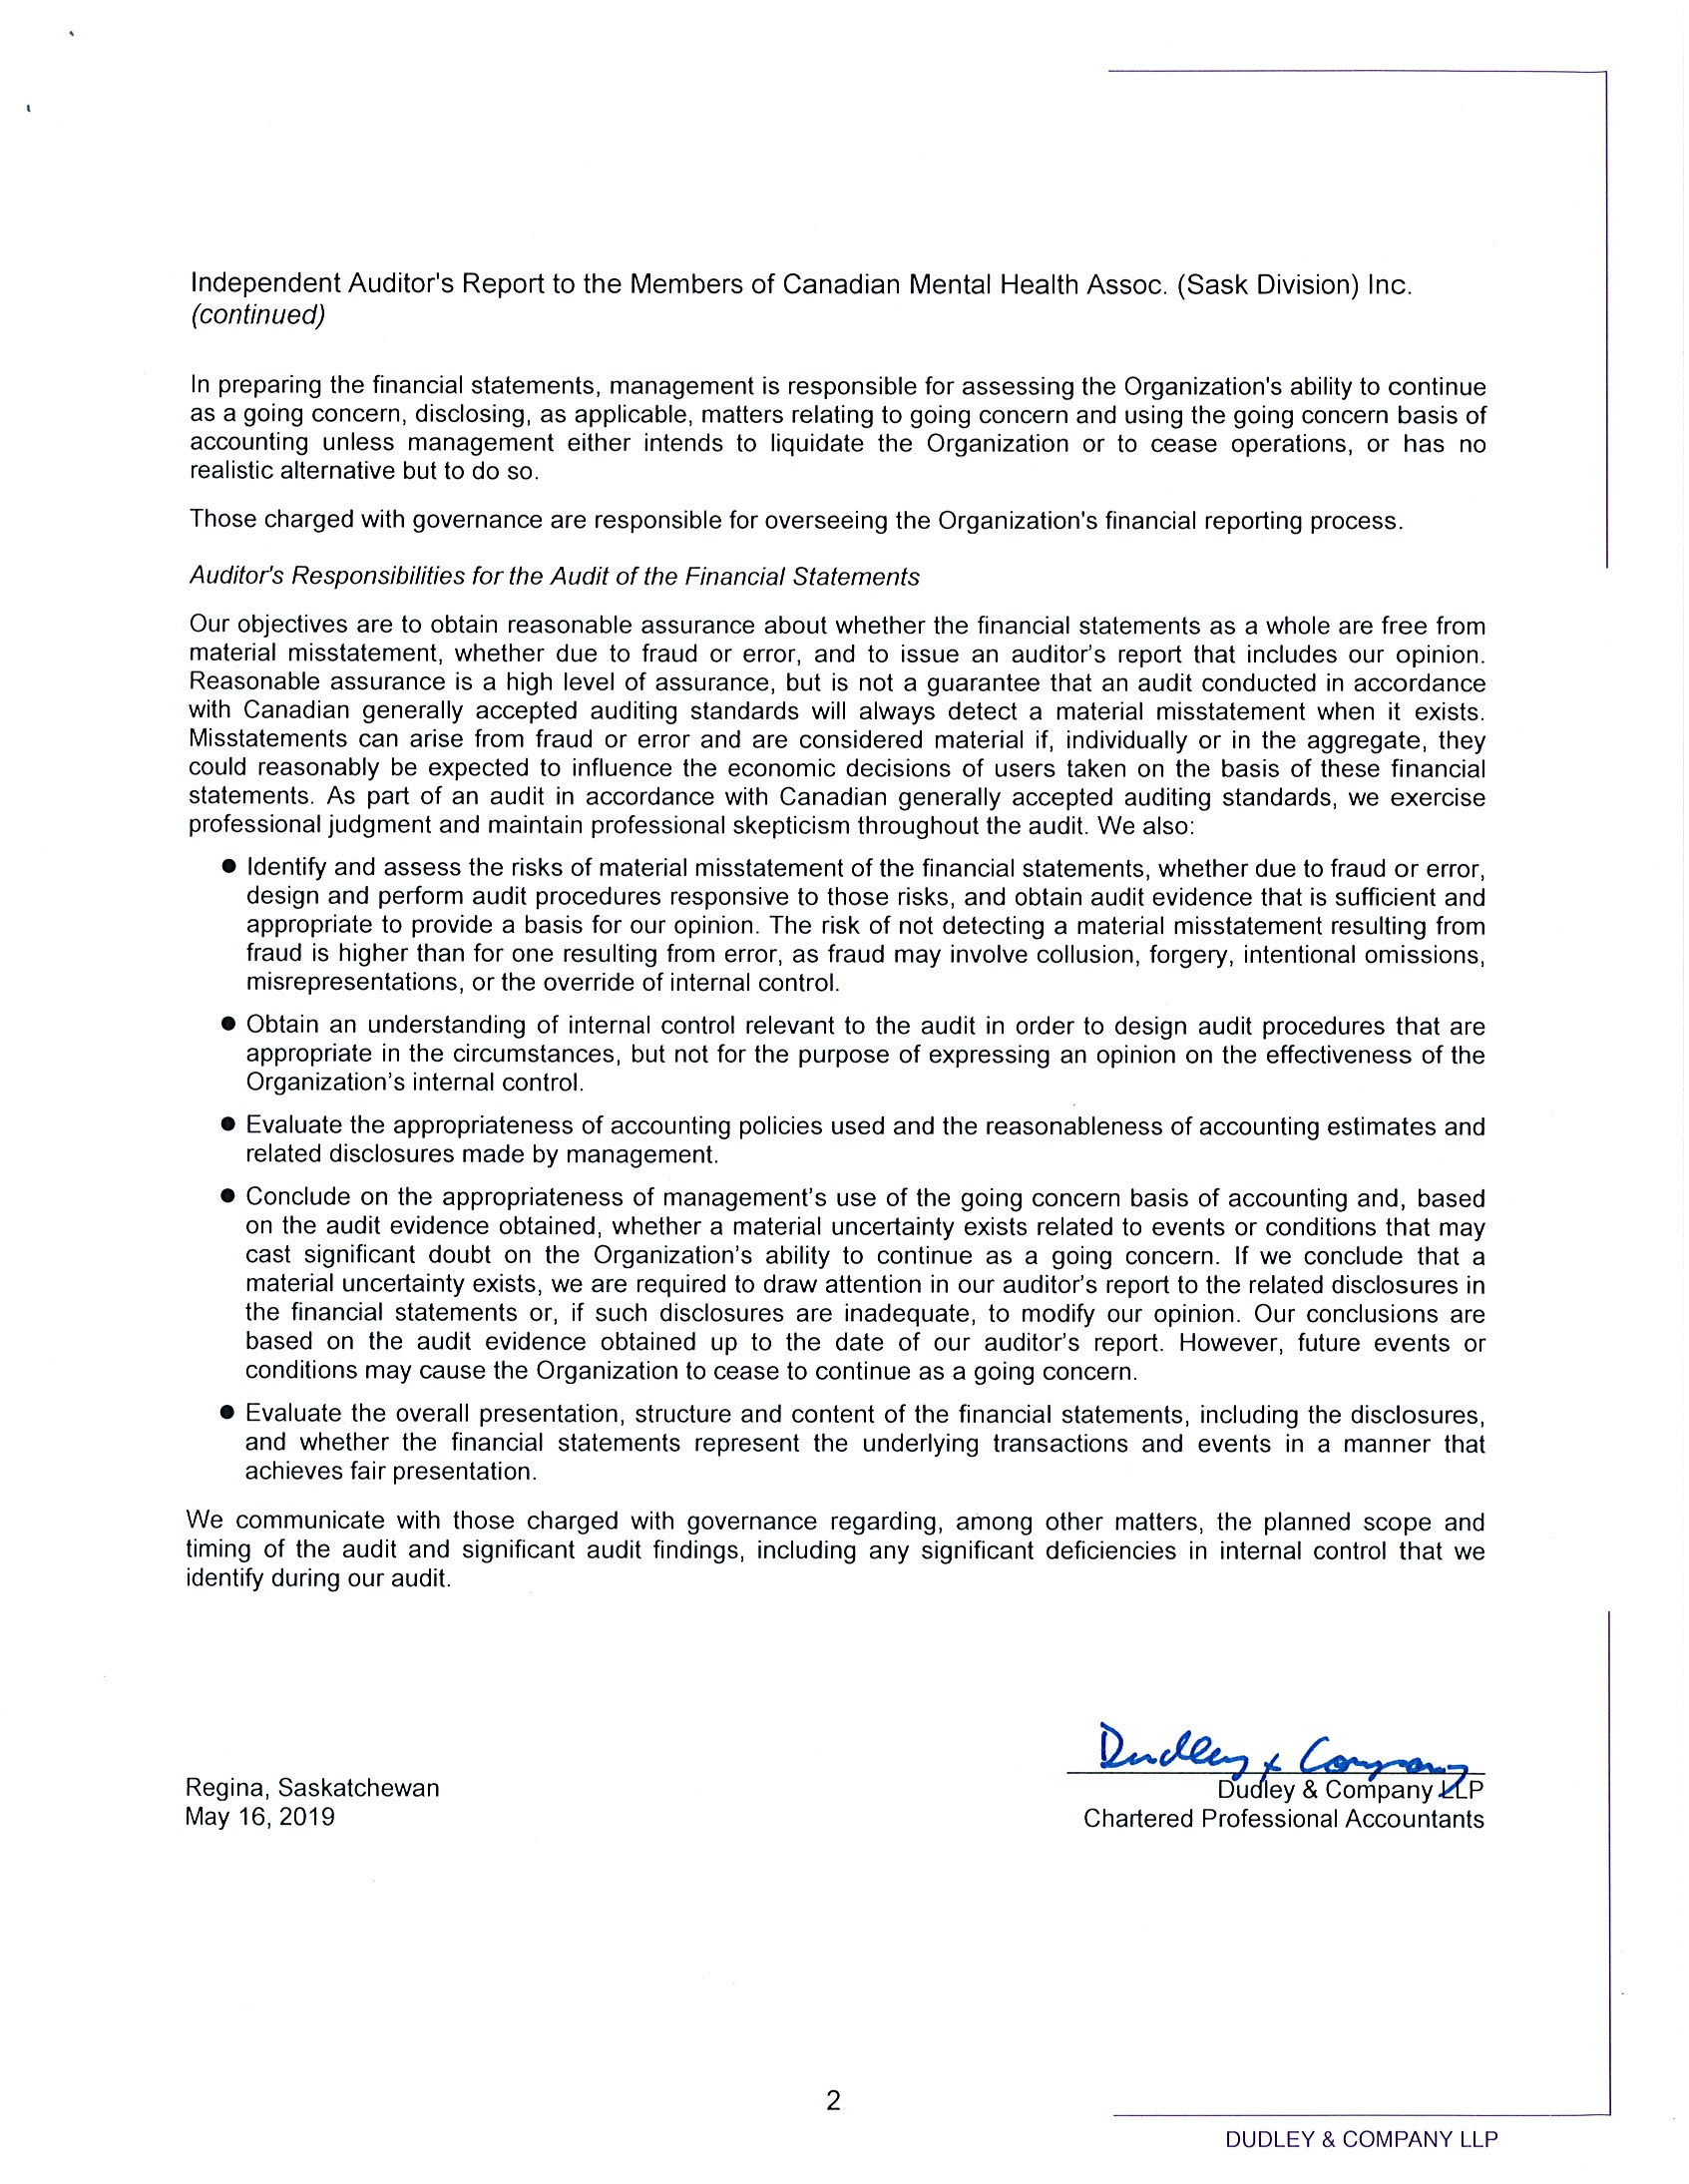 Independent Auditor's Report to the Members of Canadian Mental Health Assoc. (Sask Division) Inc.
(continued)
In preparing the financial statements, management is responsible for assessing the Organization's ability to continue
as a going concern, disclosing, as applicable, matters relating to going concern and using the going concern basis of
accounting unless management either intends to liquidate the Organization or to cease operations, or has no
realistic alternative but to do so.
Those charged with governance are responsible for overseeing the Organization's financial reporting process.
Auditor's Responsibilities for the Audit of the Financial Statements
Our objectives are to obtain reasonable assurance about whether the financial statements as a whole are free from
material misstatement, whether due to fraud or error, and to issue an auditor's report that includes our opinion.
Reasonable assurance is a high level of assurance, but is not a guarantee that an audit conducted in accordance
with Canadian generally accepted auditing standards will always detect a material misstatement when it exists.
Misstatements can arise from fraud or error and are considered material if, individually or in the aggregate, they
could reasonably be expected to influence the economic decisions of users taken on the basis of these financial
statements. As part of an audit in accordance with Canadian generally accepted auditing standards, we exercise
professional judgment and maintain professional skepticism throughout the audit. We also:
● Identify and assess the risks of material misstatement of the financial statements, whether due to fraud or error,
design and perform audit procedures responsive to those risks, and obtain audit evidence that is sufficient and
appropriate to provide a basis for our opinion. The risk of not detecting a material misstatement resulting from
fraud is higher than for one resulting from error, as fraud may involve collusion, forgery, intentional omissions,
misrepresentations, or the override of internal control.
● Obtain an understanding of internal control relevant to the audit in order to design audit procedures that are
appropriate in the circumstances, but not for the purpose of expressing an opinion on the effectiveness of the
Organization's internal control.
● Evaluate the appropriateness of accounting policies used and the reasonableness of accounting estimates and
related disclosures made by management.
● Conclude on the appropriateness of management's use of the going concern basis of accounting and, based
on the audit evidence obtained, whether a material uncertainty exists related to events or conditions that may
cast significant doubt on the Organization's ability to continue as a going concern. If we conclude that a
material uncertainty exists, we are required to draw attention in our auditor's report to the related disclosures in
the financial statements or, if such disclosures are inadequate, to modify our opinion. Our conclusions are
based on the audit evidence obtained up to the date of our auditor's report. However, future events or
conditions may cause the Organization to cease to continue as a going concern.
● Evaluate the overall presentation, structure and content of the financial statements, including the disclosures,
and whether the financial statements represent the underlying transactions and events in a manner that
achieves fair presentation.
We communicate with those charged with governance regarding, among other matters, the planned scope and
timing of the audit and significant audit findings, including any significant deficiencies in internal control that we
identify during our audit.
Dudley & Company
Regina, Saskatchewan
May 16, 2019
Dudley & Company LLP
Chartered Professional Accountants
2
DUDLEY & COMPANY LLP